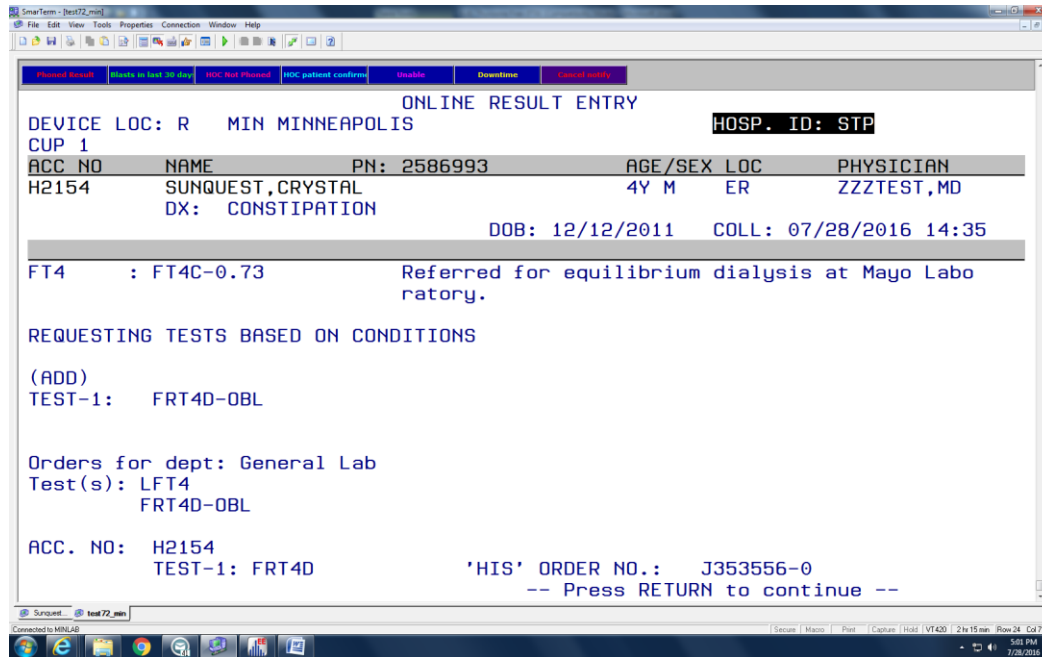 SmarTerm - [test72_min]
File Edit View Tools Properties Connection Window Help
Phoned Result Blasts in last 30 day HOC Not Phoned HOC patient confirme Unable Downtime Cancel notify
ONLINE RESULT ENTRY
DEVICE LOC: R MIN MINNEAPOLIS HOSP. ID: STP
CUP 1
ACC NO NAME PN: 2586993 AGE/SEX LOC PHYSICIAN
H2154 SUNQUEST,CRYSTAL 4Y M ER ZZZTEST,MD
DX: CONSTIPATION
DOB: 12/12/2011 COLL: 07/28/2016 14:35
FT4 : FT4C-0.73 Referred for equilibrium dialysis at Mayo Labo
ratory.
REQUESTING TESTS BASED ON CONDITIONS
(ADD)
TEST-1: FRT4D-OBL
Orders for dept: General Lab
Test(s): LFT4
FRT4D-OBL
ACC. NO: H2154
TEST-1: FRT4D 'HIS' ORDER NO.: J353556-0
-- Press RETURN to continue --
Sunquest... test72_min
Connected to MINLAB Secure Macro Print Capture Hold VT420 2 hr 15 min Row 24 Col 7
5:01 PM
7/28/2016